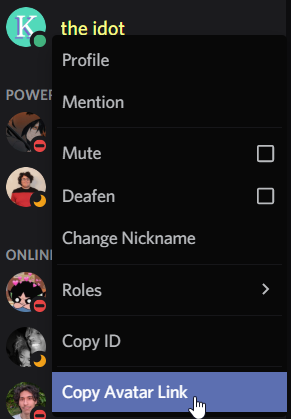 K
the idot
Profile
POWER
Mention
Mute
Deafen
Change Nickname
ONLIN
Roles
Copy ID
Copy Avatar Link